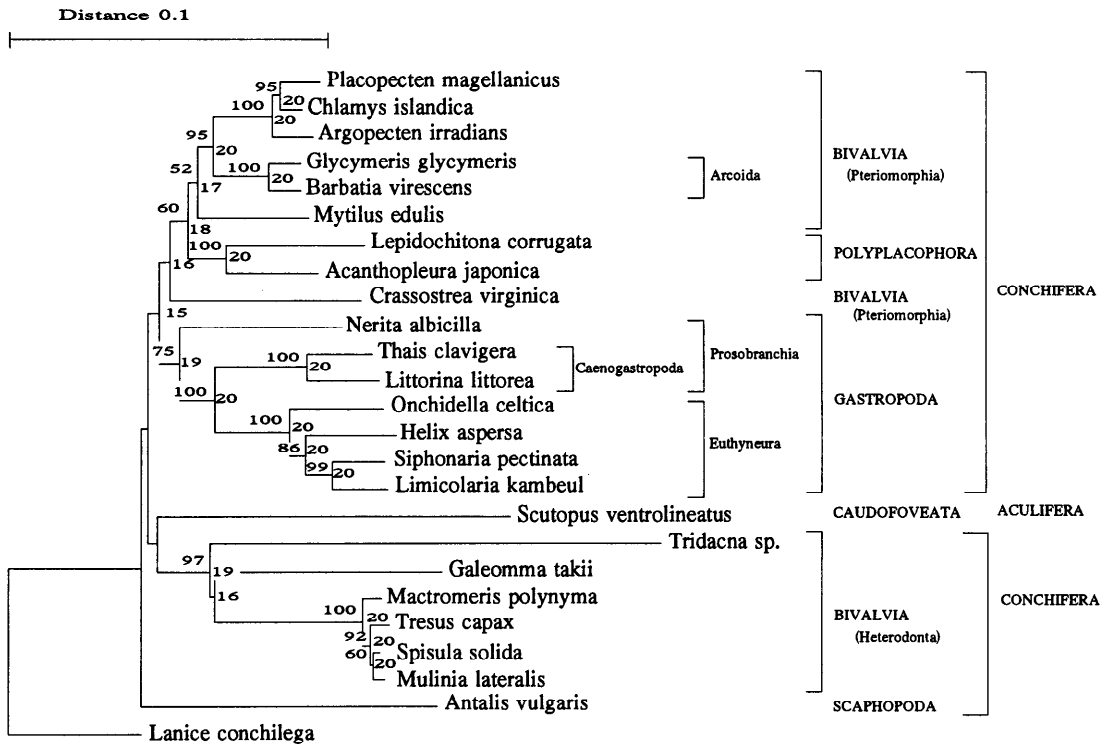 Distance 0.1
95 Placopecten magellanicus
100 20 Chlamys islandica
20
Argopecten irradians
95
20 Glycymeris glycymeris BIVALVIA
52 100 20 Arcoida (Pteriomorphia)
17 Barbatia virescens
60 Mytilus edulis
18
100 Lepidochitona corrugata
20 POLYPLACOPHORA
16 Acanthopleura japonica
Crassostrea virginica BIVALVIA CONCHIFERA
15 (Pteriomorphia)
Nerita albicilla
75 Thais clavigera Prosobranchia
19 100 20 Caenogastropoda
Littorina littorea
100 20 GASTROPODA
Onchidella celtica
100 20
Helix aspersa Euthyneura
86 20
Siphonaria pectinata
99 20
Limicolaria kambeul
Scutopus ventrolineatus CAUDOFOVEATA ACULIFERA
Tridacna sp.
97 19 Galeomma takii
16 Mactromeris polynyma CONCHIFERA
100 20 Tresus capax BIVALVIA
92 20 (Heterodonta)
60 Spisula solida
20
Mulinia lateralis
Antalis vulgaris SCAPHOPODA
Lanice conchilega